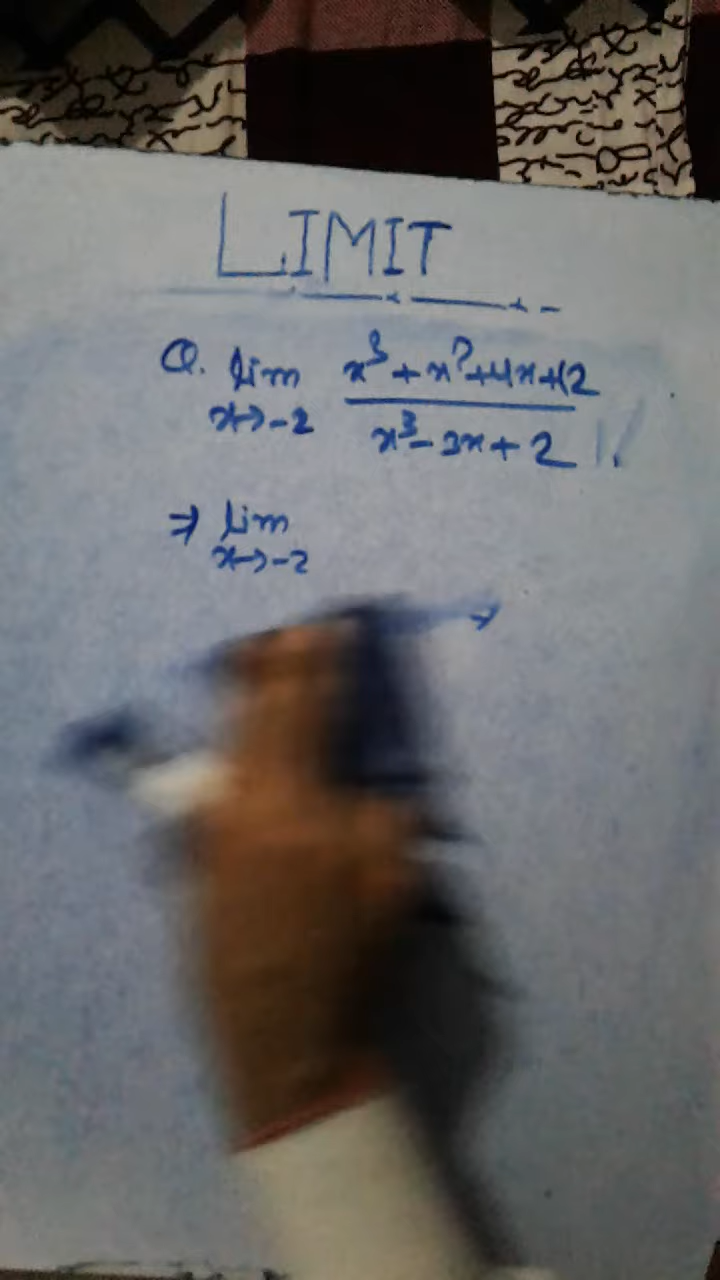 LIMIT
Q. lim x³+x²+4x+12
x→-2 x³-3x+2
⇒ lim
x→-2